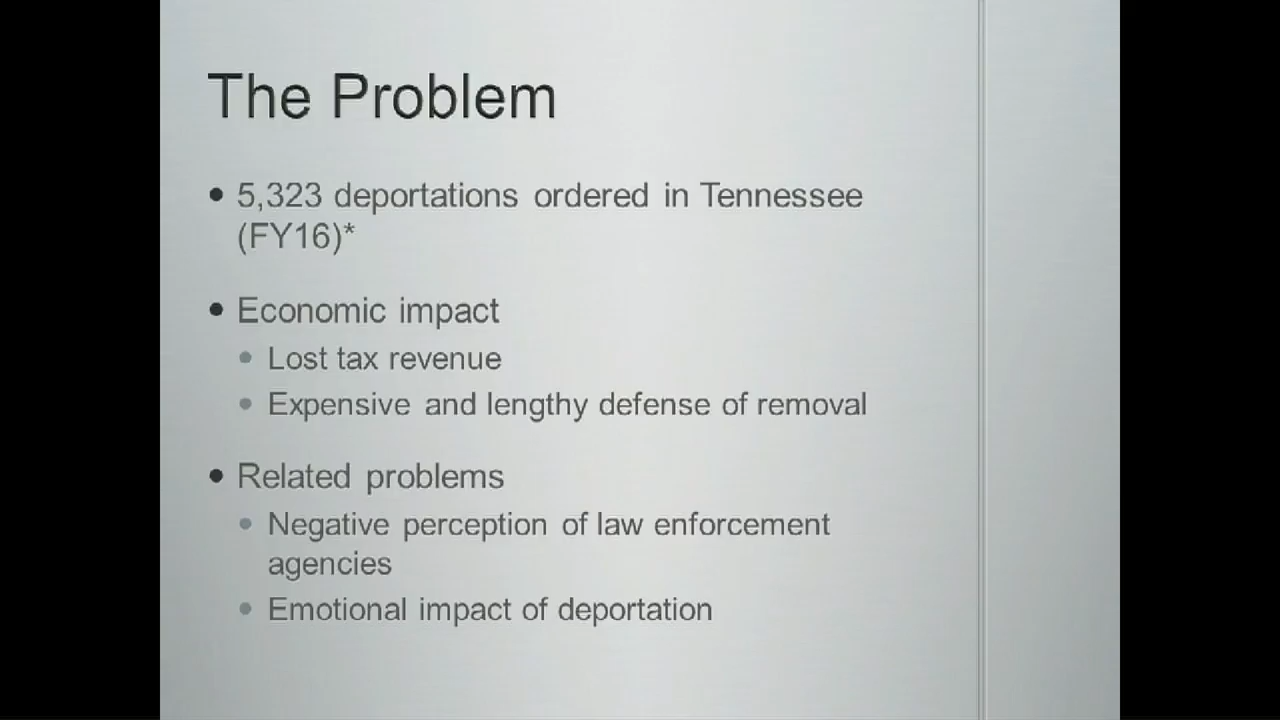 The Problem
• 5,323 deportations ordered in Tennessee
(FY16)*
• Economic impact
• Lost tax revenue
• Expensive and lengthy defense of removal
• Related problems
• Negative perception of law enforcement
agencies
• Emotional impact of deportation